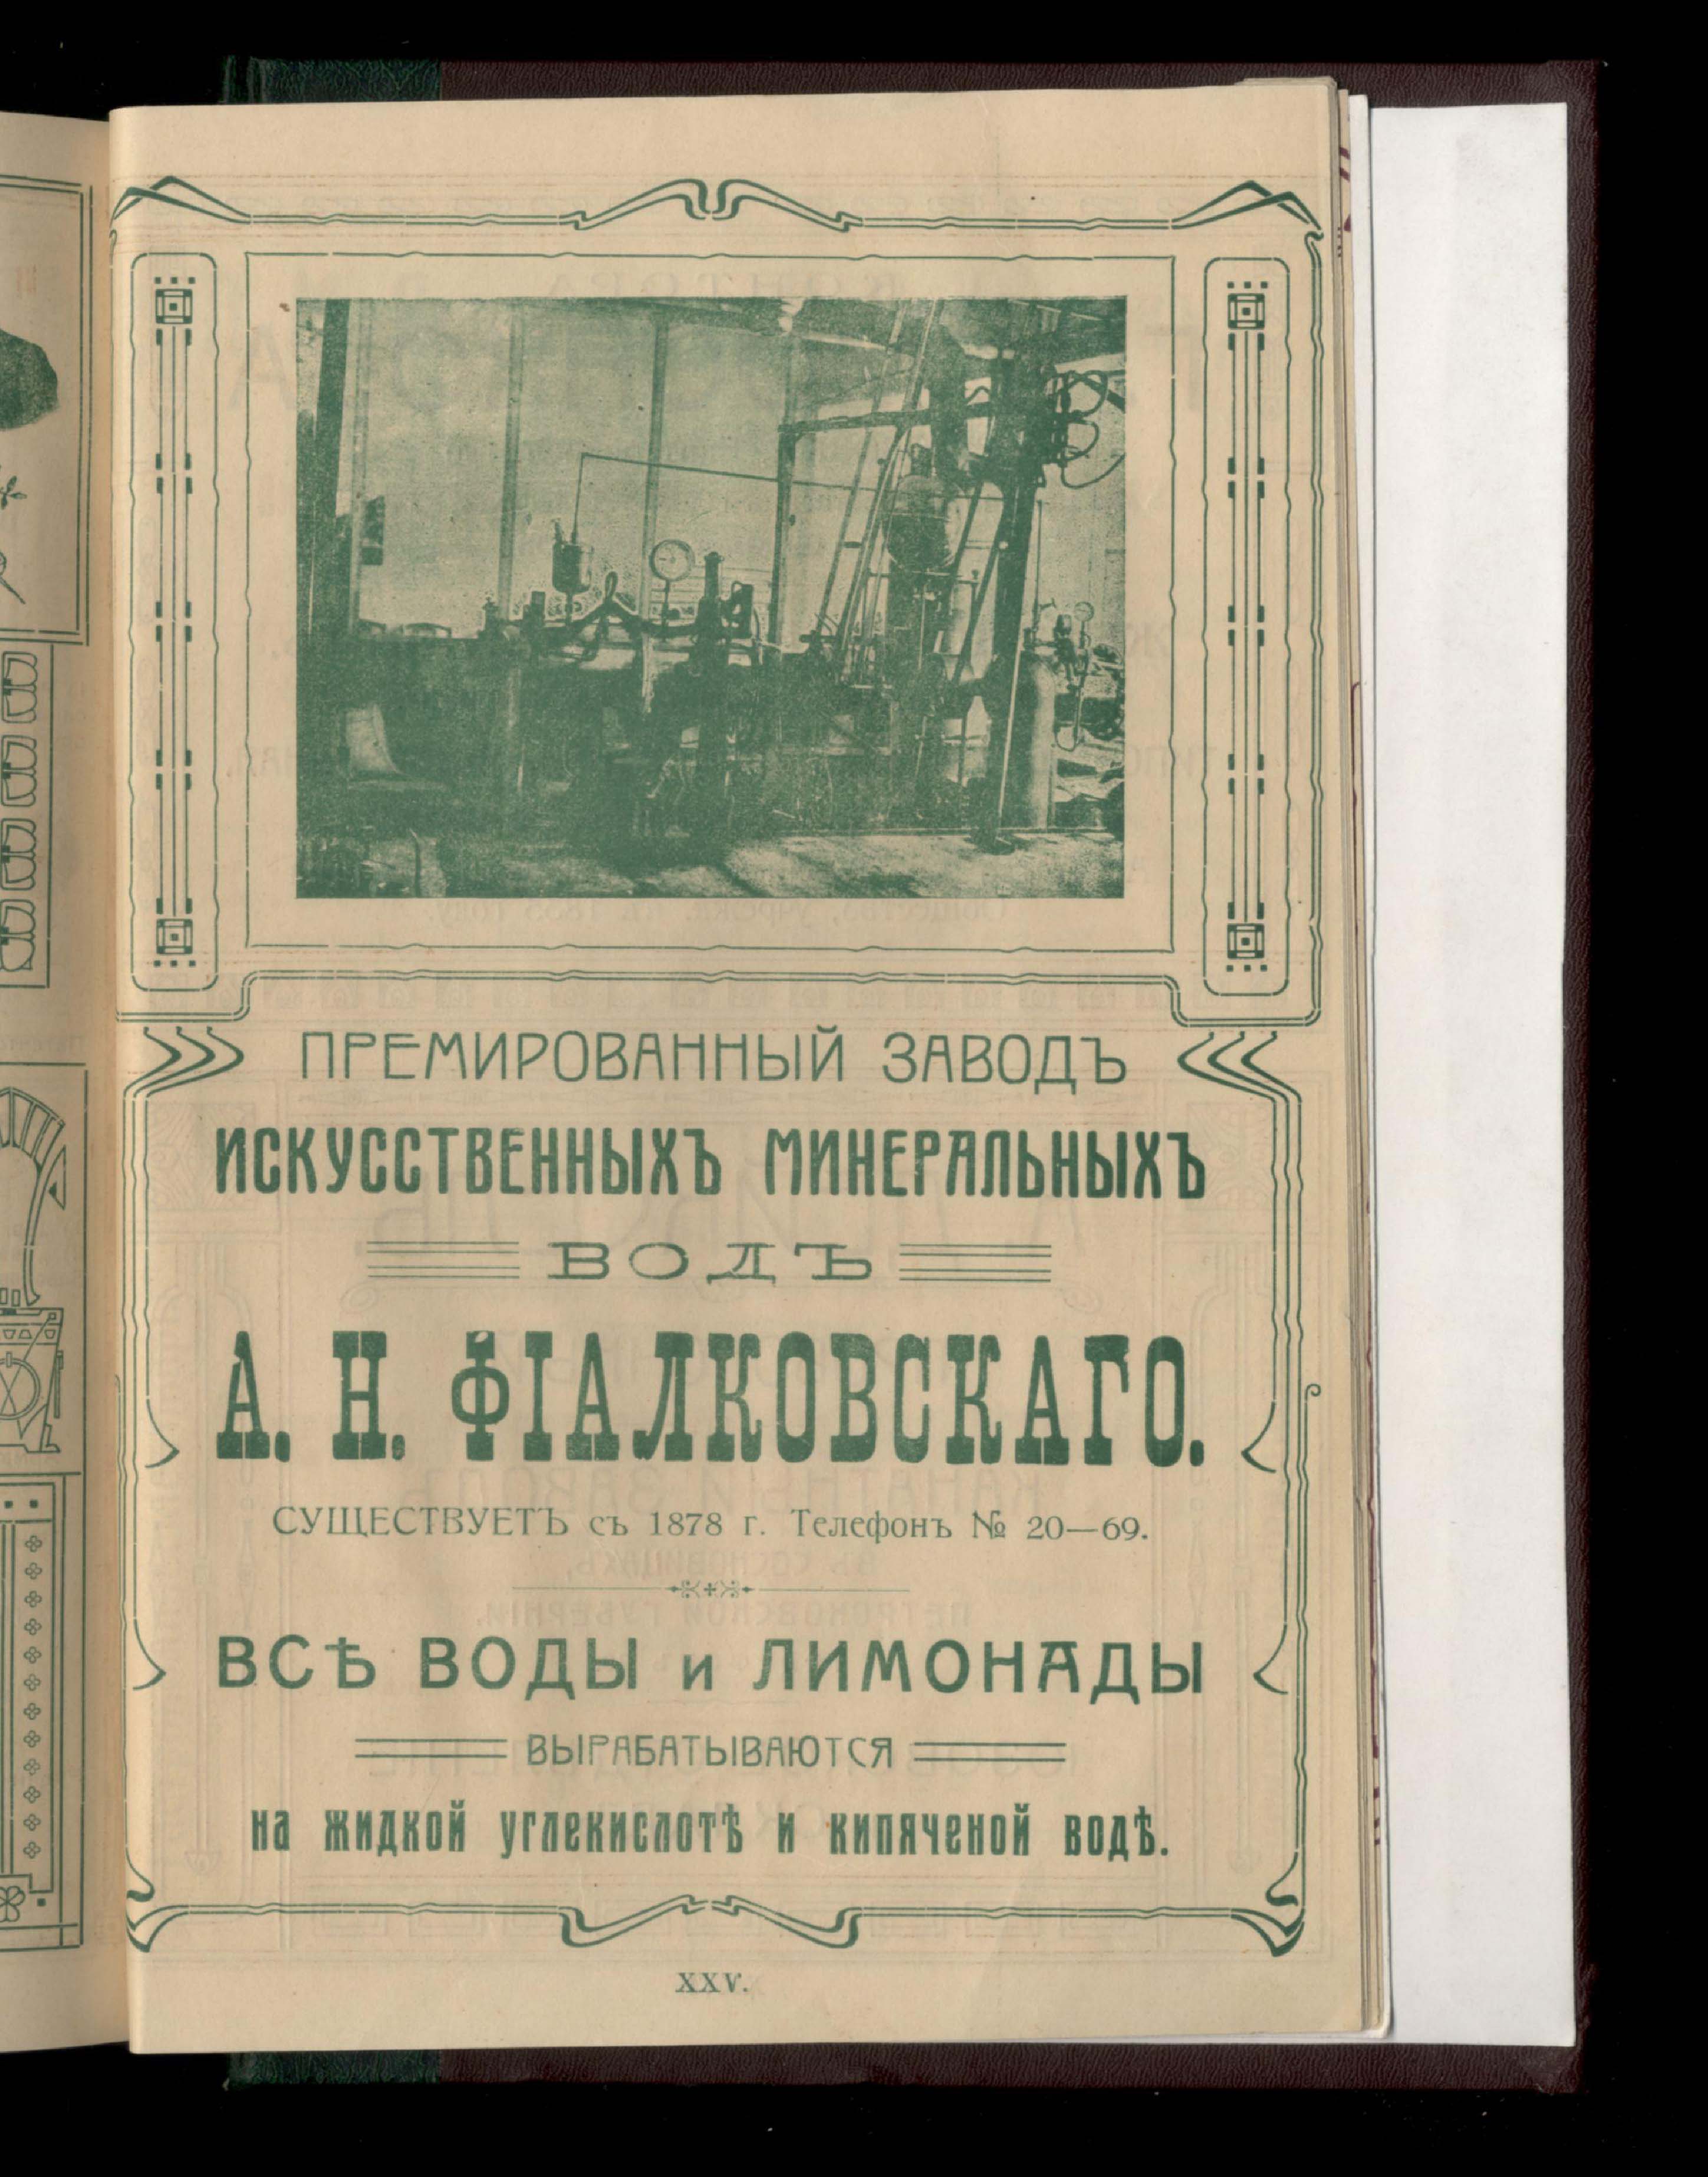 ПРЕМИРОВАННЫЙ ЗАВОДЪ
ИСКУССТВЕННЫХЪ МИНЕРАЛЬНЫХЪ
ВОДЪ
А. Н. ФІАЛКОВСКАГО.
СУЩЕСТВУЕТЪ съ 1878 г. Телефонъ № 20—69.
ВСѢ ВОДЫ и ЛИМОНАДЫ
ВЫРАБАТЫВАЮТСЯ
на жидкой углекислотѣ и кипяченой водѣ.
XXV.